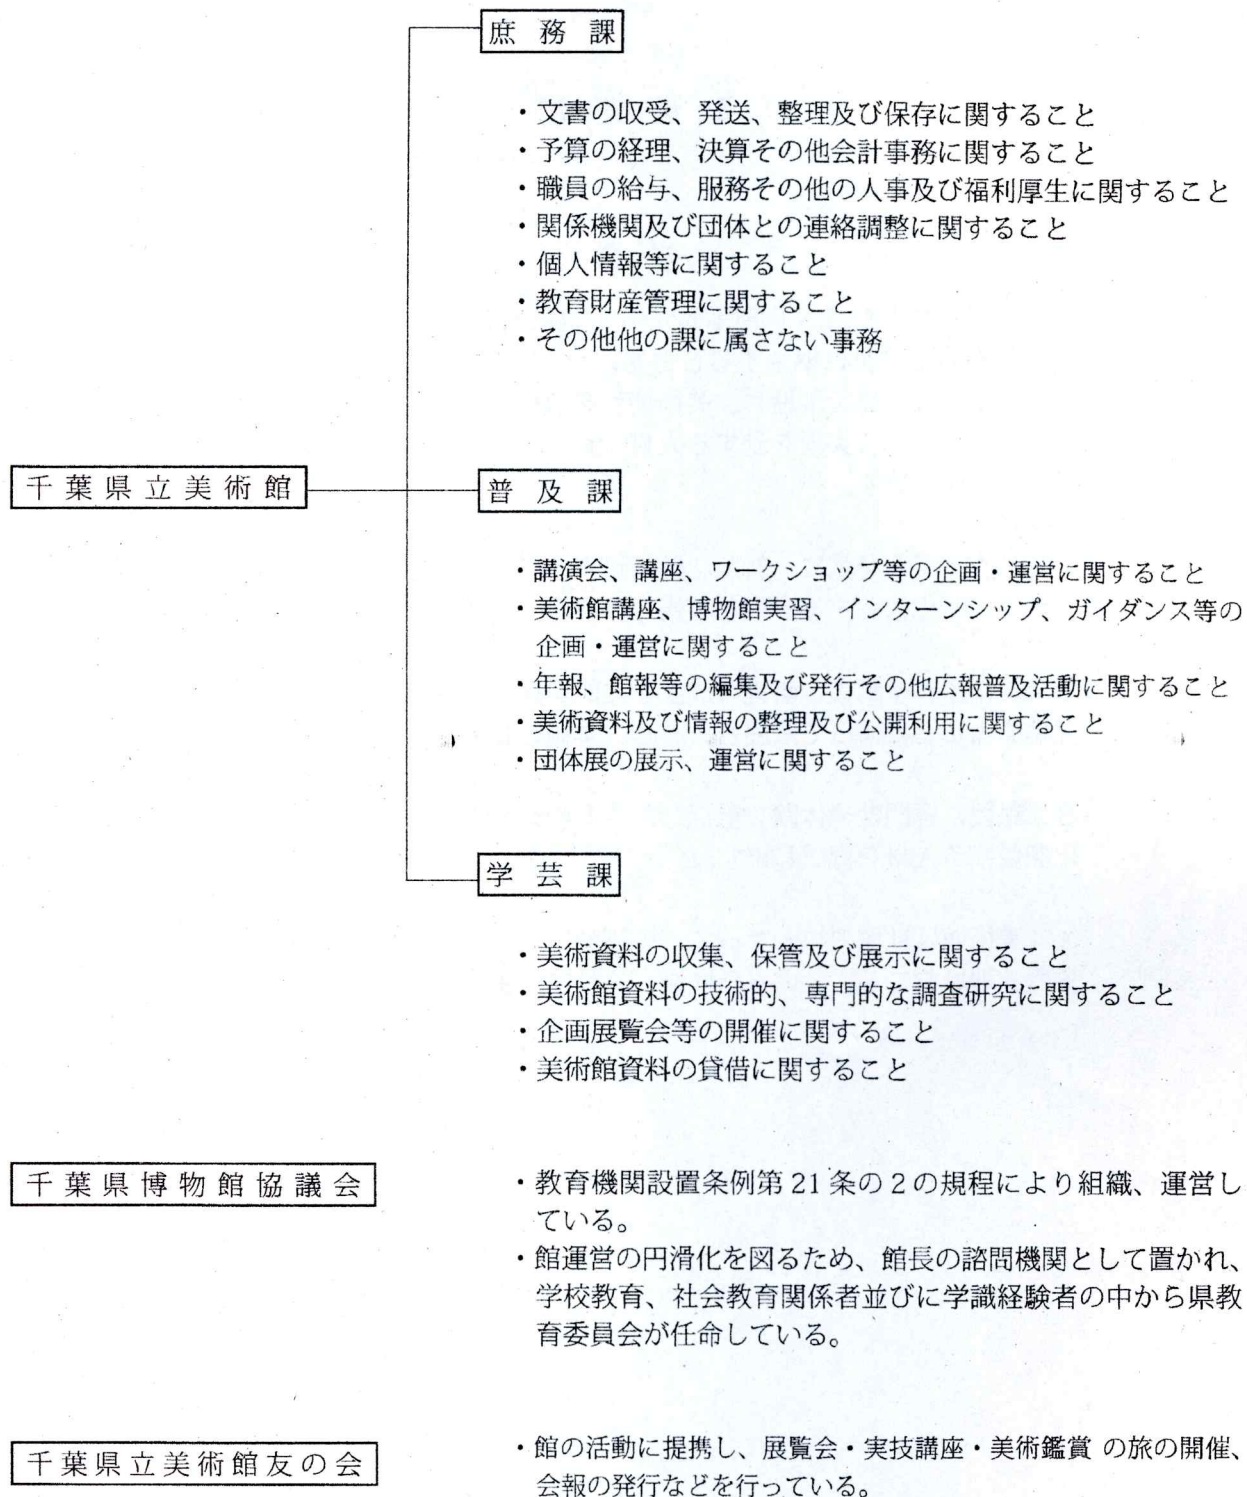 庶務課
・文書の収受、発送、整理及び保存に関すること
・予算の経理、決算その他会計事務に関すること
・職員の給与、服務その他の人事及び福利厚生に関すること
・関係機関及び団体との連絡調整に関すること
・個人情報等に関すること
・教育財産管理に関すること
・その他他の課に属さない事務
千葉県立美術館
普及課
・講演会、講座、ワークショップ等の企画・運営に関すること
・美術館講座、博物館実習、インターンシップ、ガイダンス等の
企画・運営に関すること
・年報、館報等の編集及び発行その他広報普及活動に関すること
・美術資料及び情報の整理及び公開利用に関すること
・団体展の展示、運営に関すること
学芸課
・美術資料の収集、保管及び展示に関すること
・美術館資料の技術的、専門的な調査研究に関すること
・企画展覧会等の開催に関すること
・美術館資料の貸借に関すること
千葉県博物館協議会
・教育機関設置条例第21条の2の規程により組織、運営し
ている。
・館運営の円滑化を図るため、館長の諮問機関として置かれ、
学校教育、社会教育関係者並びに学識経験者の中から県教
育委員会が任命している。
千葉県立美術館友の会
・館の活動に提携し、展覧会・実技講座・美術鑑賞 の旅の開催、
会報の発行などを行っている。